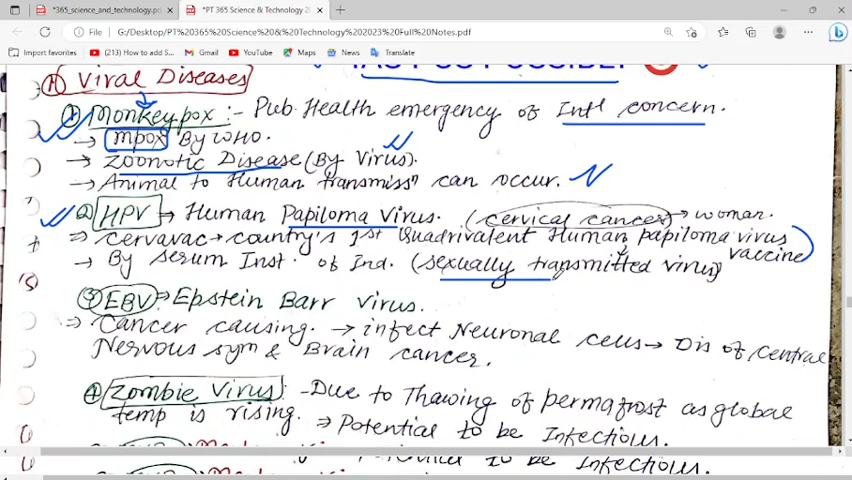 *365_science_and_technology.pd
*PT 365 Science & Technology 2
File
G:/Desktop/PT%20365%20Science%20&%20Technology%202023%20Full%20Notes.pdf
Import favorites
(213) How to add S...
Gmail
YouTube
Maps
News
Translate
Viral Diseases
① Monkeypox :- Pub. Health emergency of Intl concern.
→ mpox By WHO.
→ Zoonotic Disease (By Virus).
→ Animal to Human transmissn can occur.
② HPV → Human Papiloma Virus. (cervical cancer) → woman.
⇒ cervavac → country's 1st Quadrivalent Human papiloma virus vaccine
→ By serum Inst. of Ind. (sexually transmitted virus)
③ EBV ⇒ Epstein Barr virus.
⇒ Cancer causing. → infect Neuronal cells → Dis of central
Nervous sym & Brain cancer.
④ Zombie Virus: - Due to Thawing of permafrost as global
temp is rising. ⇒ Potential to be Infectious.
to be Infectious.